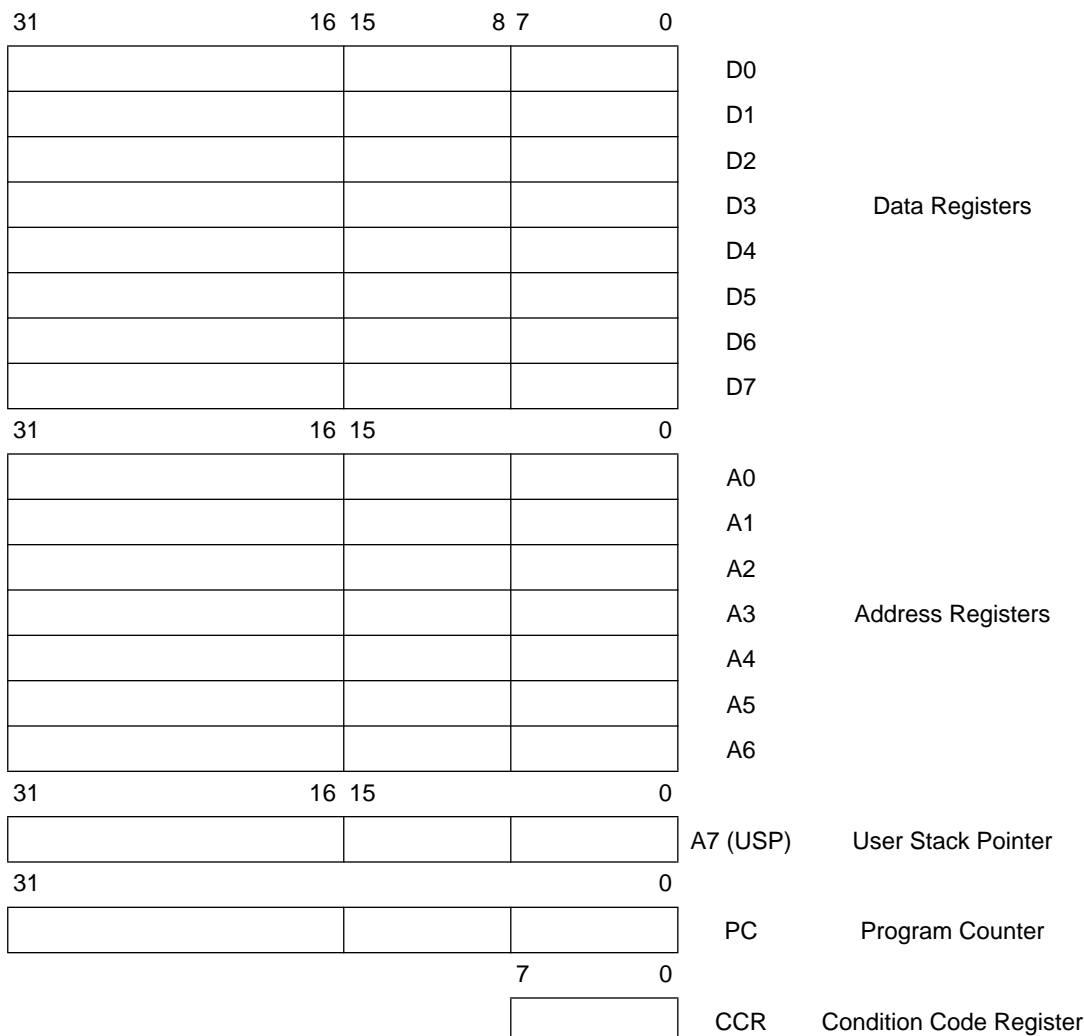 31 16 15 8 7 0
D0
D1
D2
D3 Data Registers
D4
D5
D6
D7
31 16 15 0
A0
A1
A2
A3 Address Registers
A4
A5
A6
31 16 15 0
A7 (USP) User Stack Pointer
31 0
PC Program Counter
7 0
CCR Condition Code Register